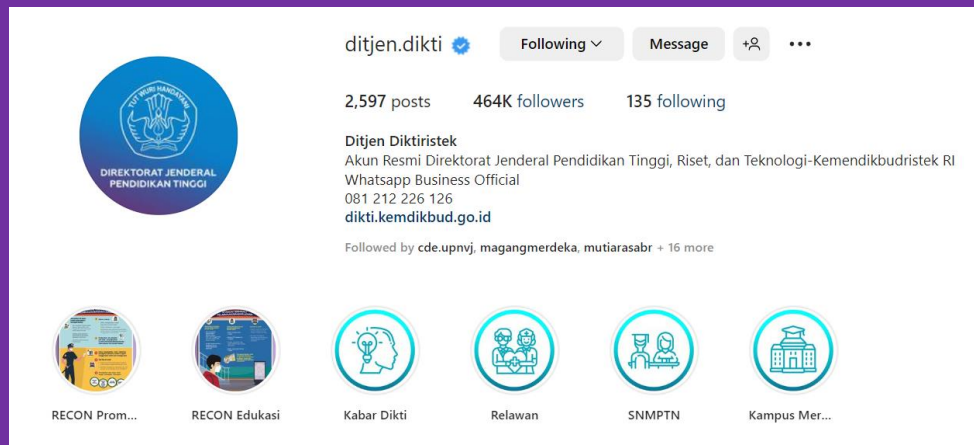 ditjen.dikti
Following
Message
2,597 posts 464K followers 135 following
Ditjen Diktiristek
Akun Resmi Direktorat Jenderal Pendidikan Tinggi, Riset, dan Teknologi-Kemendikbudristek RI
Whatsapp Business Official
081 212 226 126
dikti.kemdikbud.go.id
Followed by cde.upnvj, magangmerdeka, mutiarasabr + 16 more
TUT WURI HANDAYANI
DIREKTORAT JENDERAL
PENDIDIKAN TINGGI
RECON Prom...
RECON Edukasi
Kabar Dikti
Relawan
SNMPTN
Kampus Mer...